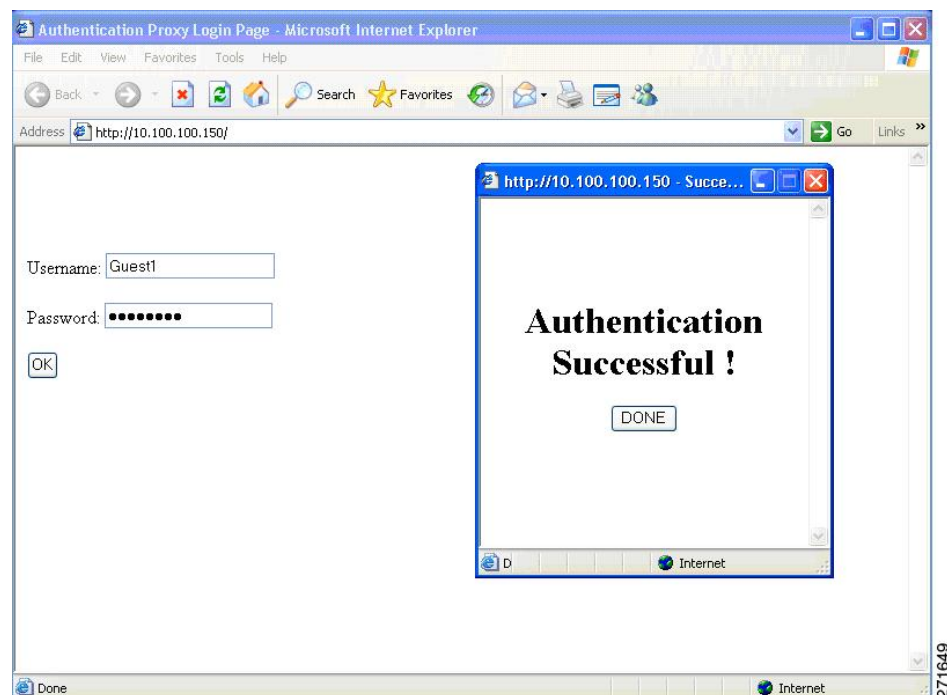 Authentication Proxy Login Page - Microsoft Internet Explorer
File Edit View Favorites Tools Help
Back Search Favorites
Address http://10.100.100.150/ Go Links »
http://10.100.100.150 - Succe...
Username: Guest1
Password: ••••••••
OK
Authentication
Successful !
DONE
D Internet
Done Internet
271649